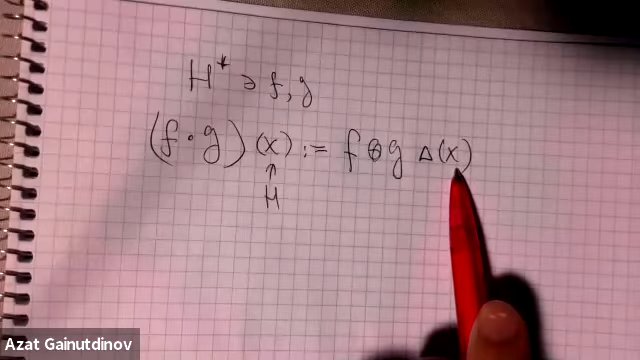 H* ∋ f, g
(f · g) (x) := f ⊗ g Δ(x)
↑
H
Azat Gainutdinov